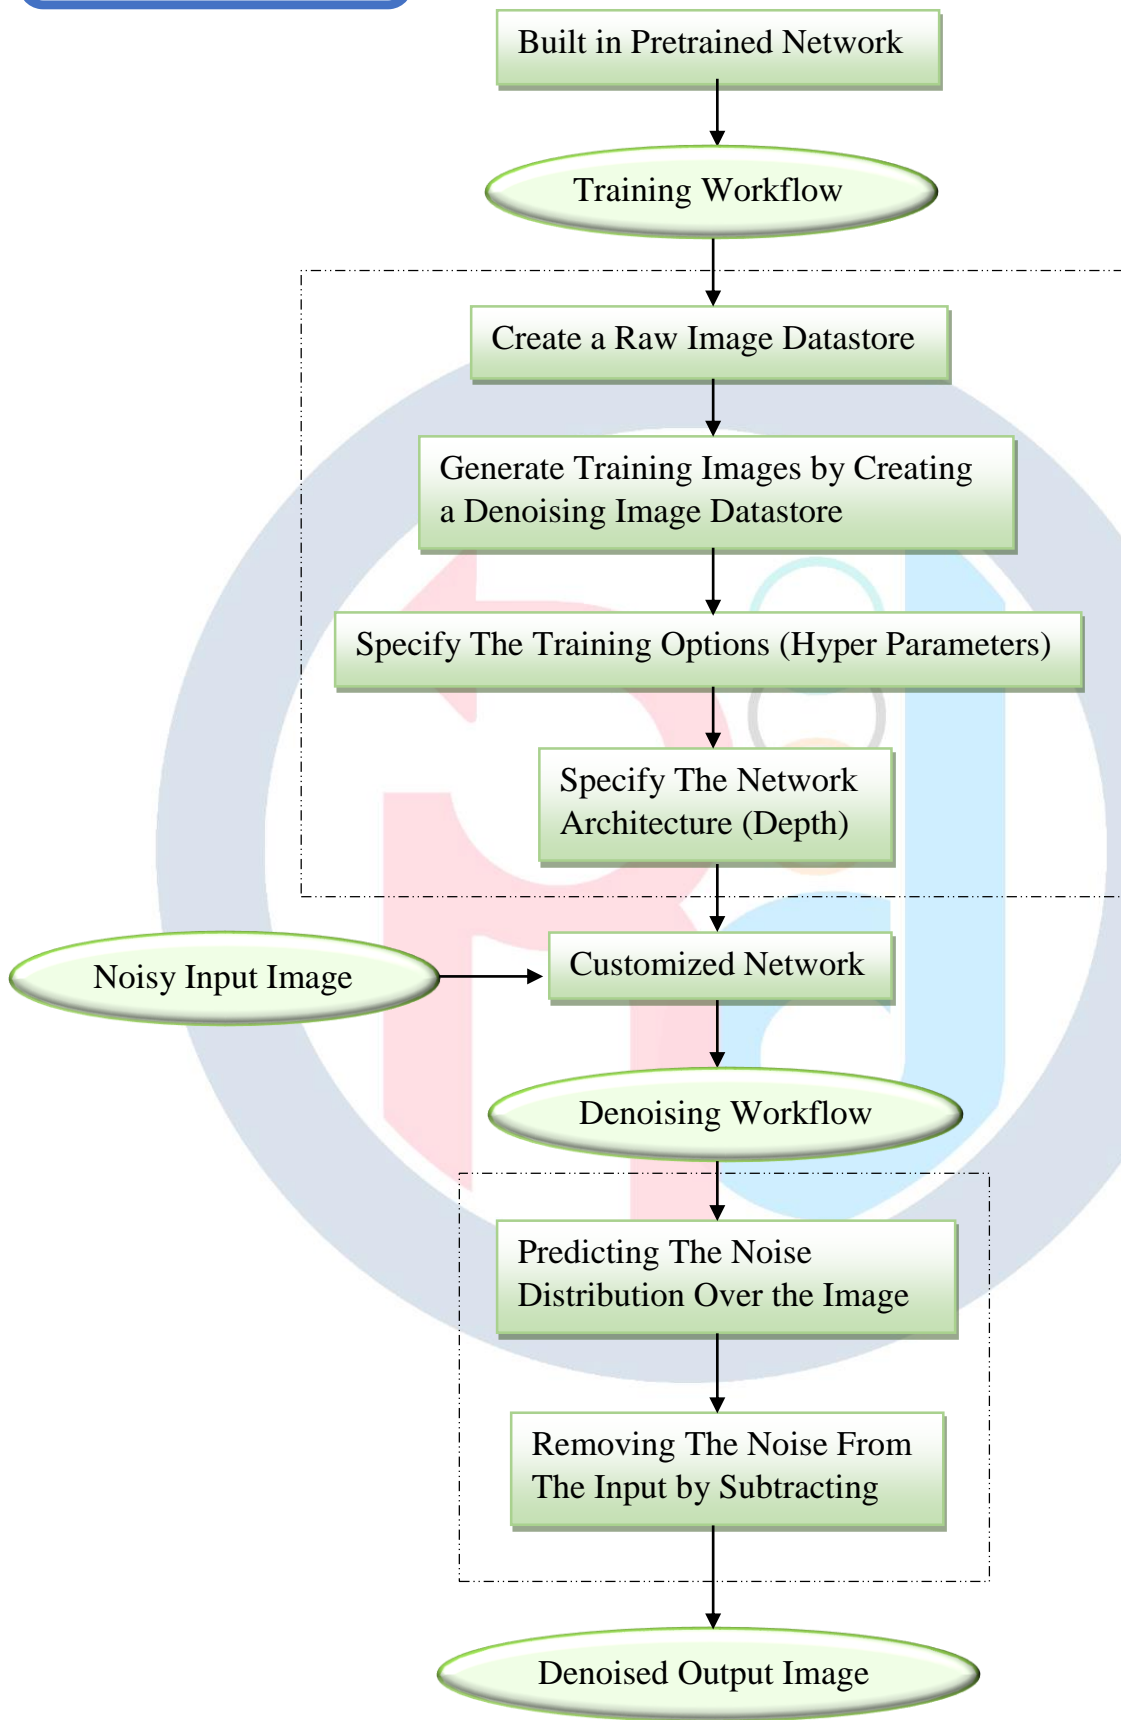 Built in Pretrained Network
Training Workflow
Create a Raw Image Datastore
Generate Training Images by Creating
a Denoising Image Datastore
Specify The Training Options (Hyper Parameters)
Specify The Network
Architecture (Depth)
Noisy Input Image
Customized Network
Denoising Workflow
Predicting The Noise
Distribution Over the Image
Removing The Noise From
The Input by Subtracting
Denoised Output Image